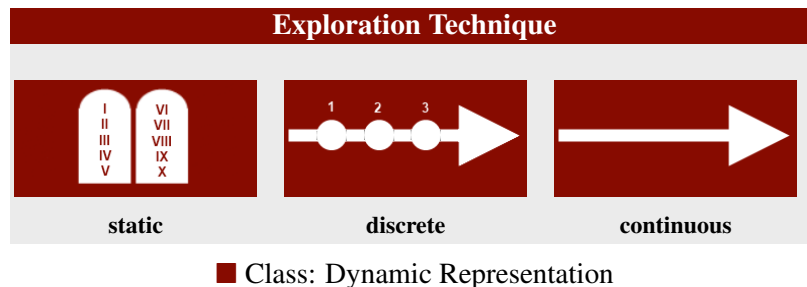 Exploration Technique
I
II
III
IV
V
VI
VII
VIII
IX
X
1 2 3
static discrete continuous
Class: Dynamic Representation